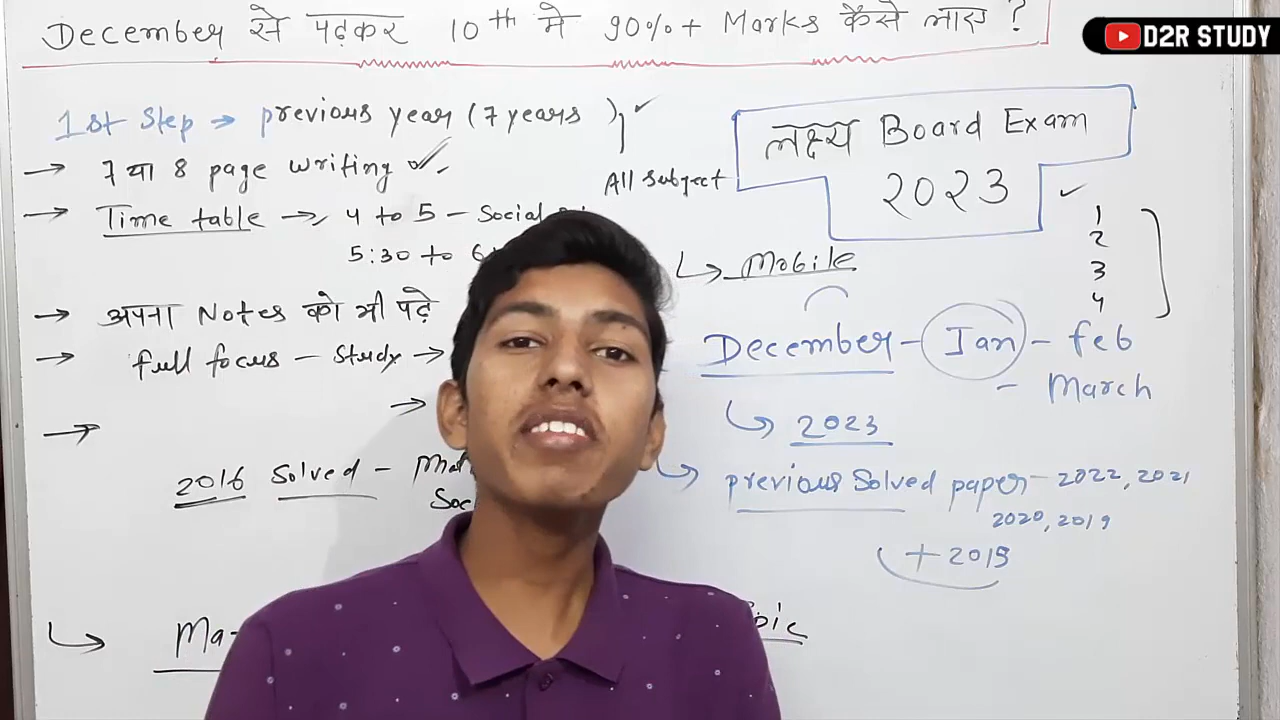 December से पढ़कर 10th मे 90%+ Marks कैसे लाए ?
D2R STUDY
1st Step → previous year (7 years )
→ 7 या 8 page writing
All Subject
→ Time table → 4 to 5 - Social
5:30 to 6
→ अपना Notes को भी पढ़े
→ full focus - Study →
→
→
2016 Solved -
लक्ष्य Board Exam
2023
1
2
3
4
↳ Mobile
December - Jan - feb
- March
↳ 2023
↳ previous Solved paper - 2022, 2021
2020, 2019
+ 2015
↳